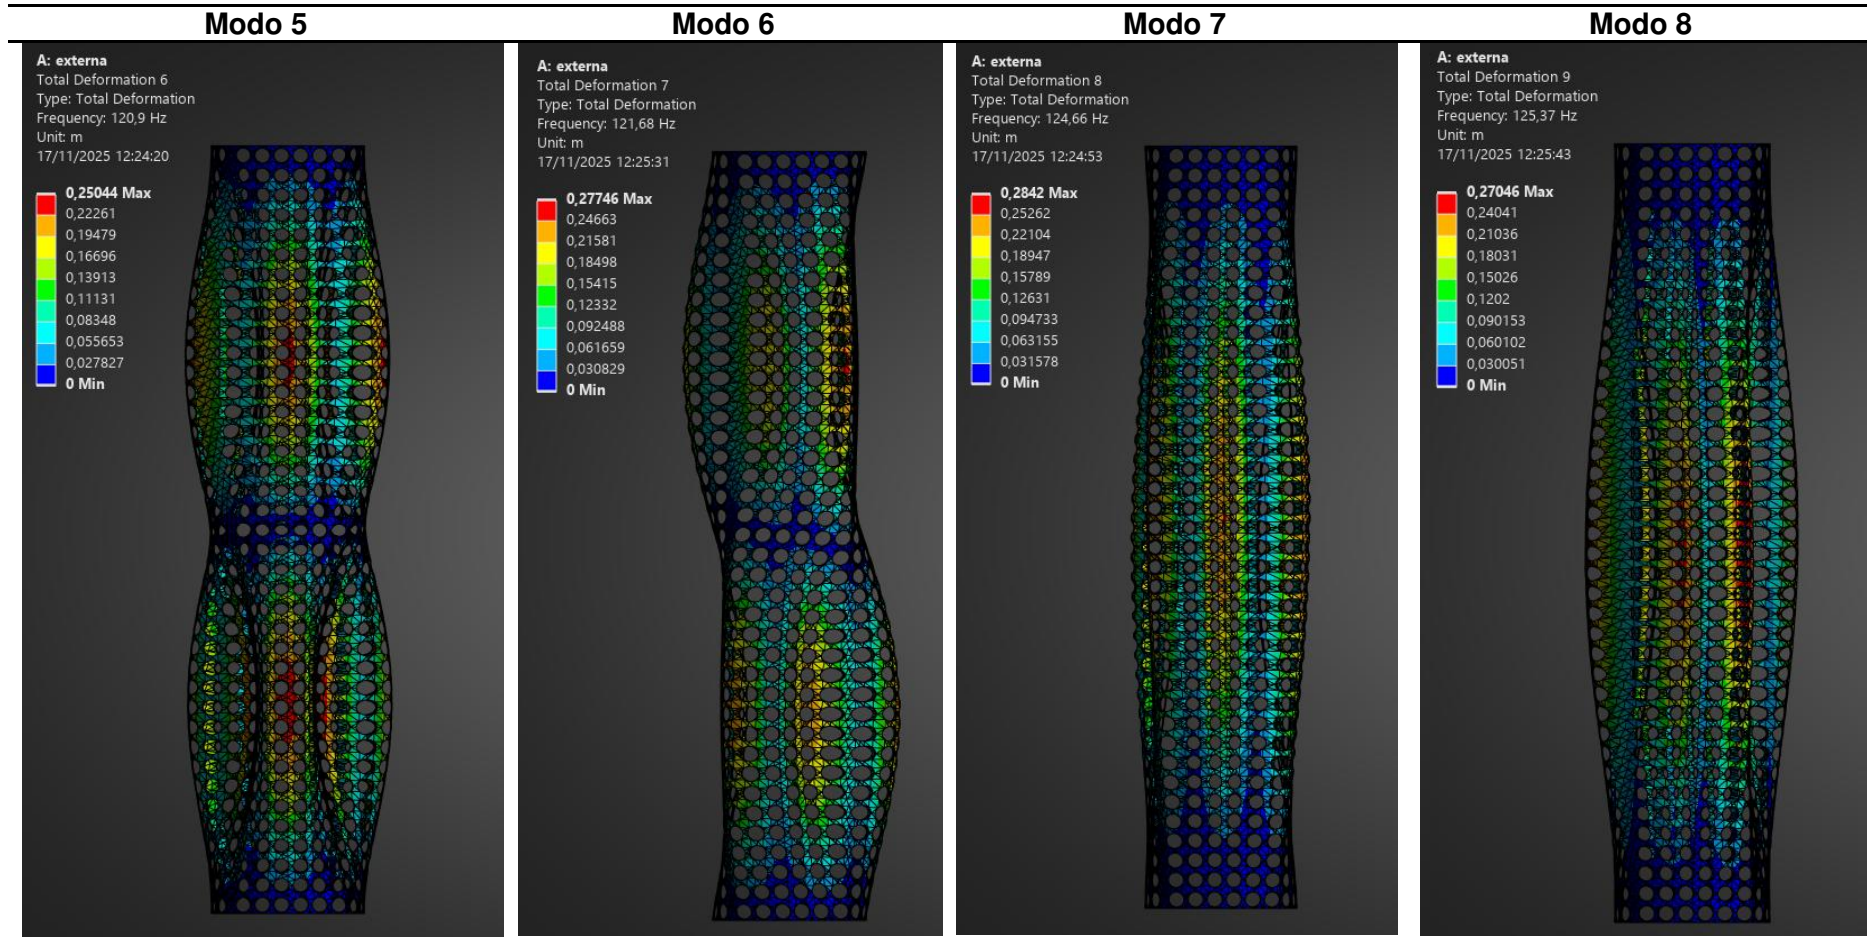 Modo 5
Modo 6
Modo 7
Modo 8
A: externa
Total Deformation 6
Type: Total Deformation
Frequency: 120,9 Hz
Unit: m
17/11/2025 12:24:20
0,25044 Max
0,22261
0,19479
0,16696
0,13913
0,11131
0,08348
0,055653
0,027827
0 Min
A: externa
Total Deformation 7
Type: Total Deformation
Frequency: 121,68 Hz
Unit: m
17/11/2025 12:25:31
0,27746 Max
0,24663
0,21581
0,18498
0,15415
0,12332
0,092488
0,061659
0,030829
0 Min
A: externa
Total Deformation 8
Type: Total Deformation
Frequency: 124,66 Hz
Unit: m
17/11/2025 12:24:53
0,2842 Max
0,25262
0,22104
0,18947
0,15789
0,12631
0,094733
0,063155
0,031578
0 Min
A: externa
Total Deformation 9
Type: Total Deformation
Frequency: 125,37 Hz
Unit: m
17/11/2025 12:25:43
0,27046 Max
0,24041
0,21036
0,18031
0,15026
0,1202
0,090153
0,060102
0,030051
0 Min